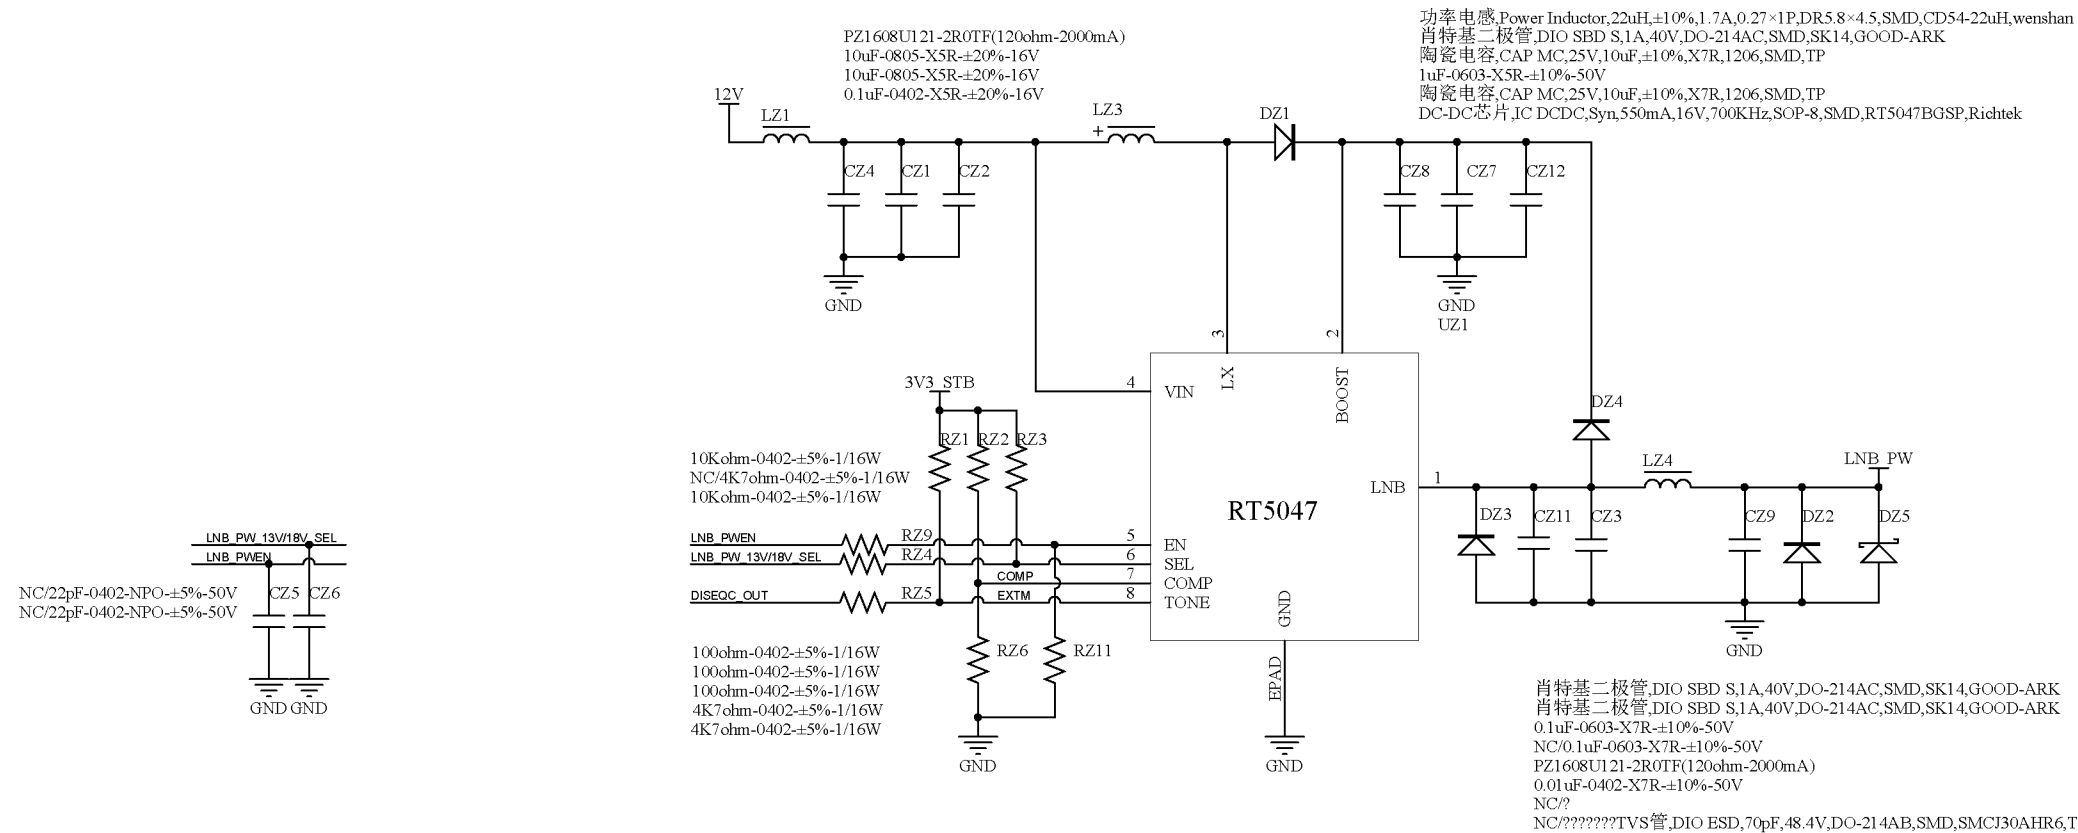 功率电感,Power Inductor,22uH,±10%,1.7A,0.27×1P,DR5.8×4.5,SMD,CD54-22uH,wenshan
肖特基二极管,DIO SBD S,1A,40V,DO-214AC,SMD,SK14,GOOD-ARK
陶瓷电容,CAP MC,25V,10uF,±10%,X7R,1206,SMD,TP
1uF-0603-X5R-±10%-50V
陶瓷电容,CAP MC,25V,10uF,±10%,X7R,1206,SMD,TP
DC-DC芯片,IC DCDC,Syn,550mA,16V,700KHz,SOP-8,SMD,RT5047BGSP,Richtek
PZ1608U121-2R0TF(120ohm-2000mA)
10uF-0805-X5R-±20%-16V
10uF-0805-X5R-±20%-16V
0.1uF-0402-X5R-±20%-16V
12V
LZ1
LZ3
+
DZ1
CZ4
CZ1
CZ2
CZ8
CZ7
CZ12
GND
GND
UZ1
3
2
LX
BOOST
3V3_STB
4
VIN
RZ1
RZ2
RZ3
DZ4
10Kohm-0402-±5%-1/16W
NC/4K7ohm-0402-±5%-1/16W
10Kohm-0402-±5%-1/16W
LNB
1
LZ4
LNB_PW
RT5047
DZ3
CZ11
CZ3
CZ9
DZ2
DZ5
LNB_PW_13V/18V_SEL
LNB_PWEN
LNB_PWEN
RZ9
5
EN
LNB_PW_13V/18V_SEL
RZ4
6
SEL
COMP
7
COMP
DISEQC_OUT
RZ5
EXTM
8
TONE
NC/22pF-0402-NPO-±5%-50V
NC/22pF-0402-NPO-±5%-50V
CZ5
CZ6
GND
GND
GND
GND
100ohm-0402-±5%-1/16W
100ohm-0402-±5%-1/16W
100ohm-0402-±5%-1/16W
4K7ohm-0402-±5%-1/16W
4K7ohm-0402-±5%-1/16W
RZ6
RZ11
EPAD
GND
GND
肖特基二极管,DIO SBD S,1A,40V,DO-214AC,SMD,SK14,GOOD-ARK
肖特基二极管,DIO SBD S,1A,40V,DO-214AC,SMD,SK14,GOOD-ARK
0.1uF-0603-X7R-±10%-50V
NC/0.1uF-0603-X7R-±10%-50V
PZ1608U121-2R0TF(120ohm-2000mA)
0.01uF-0402-X7R-±10%-50V
NC/?
NC/???????TVS管,DIO ESD,70pF,48.4V,DO-214AB,SMD,SMCJ30AHR6,T